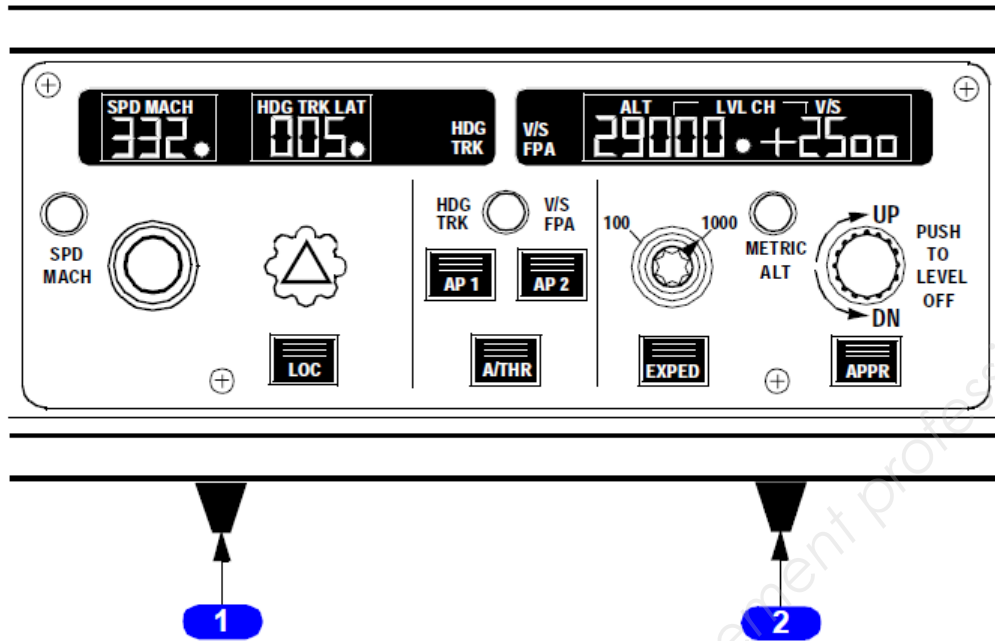 SPD MACH
332.
HDG TRK LAT
005.
HDG
TRK
V/S
FPA
ALT LVL CH V/S
29000 +2500
SPD
MACH
HDG
TRK
V/S
FPA
AP 1
AP 2
100
1000
METRIC
ALT
UP
DN
PUSH
TO
LEVEL
OFF
LOC
A/THR
EXPED
APPR
1
2